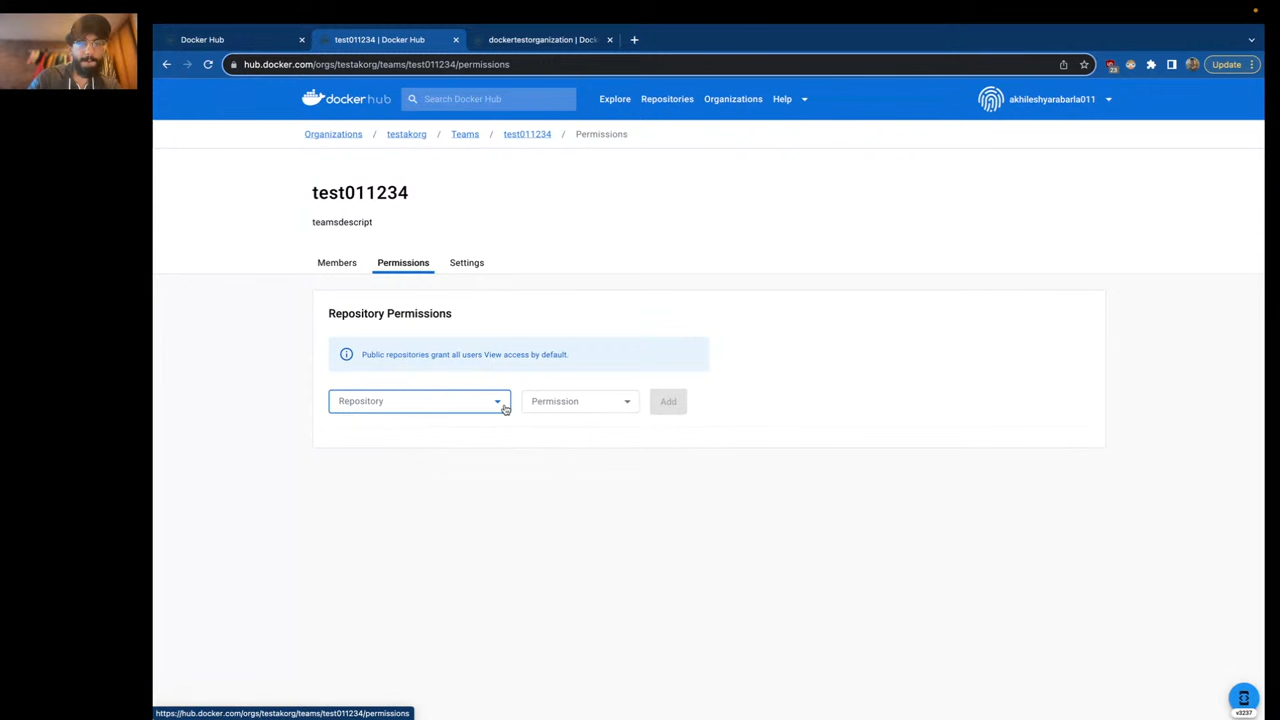 Docker Hub
test011234 | Docker Hub
dockertestorganization | Dock
hub.docker.com/orgs/testakorg/teams/test011234/permissions
23
Update
dockerhub
Search Docker Hub
Explore
Repositories
Organizations
Help
akhileshyarabarla011
Organizations / testakorg / Teams / test011234 / Permissions
test011234
teamsdescript
Members
Permissions
Settings
Repository Permissions
Public repositories grant all users View access by default.
Repository
Permission
Add
https://hub.docker.com/orgs/testakorg/teams/test011234/permissions
v3237